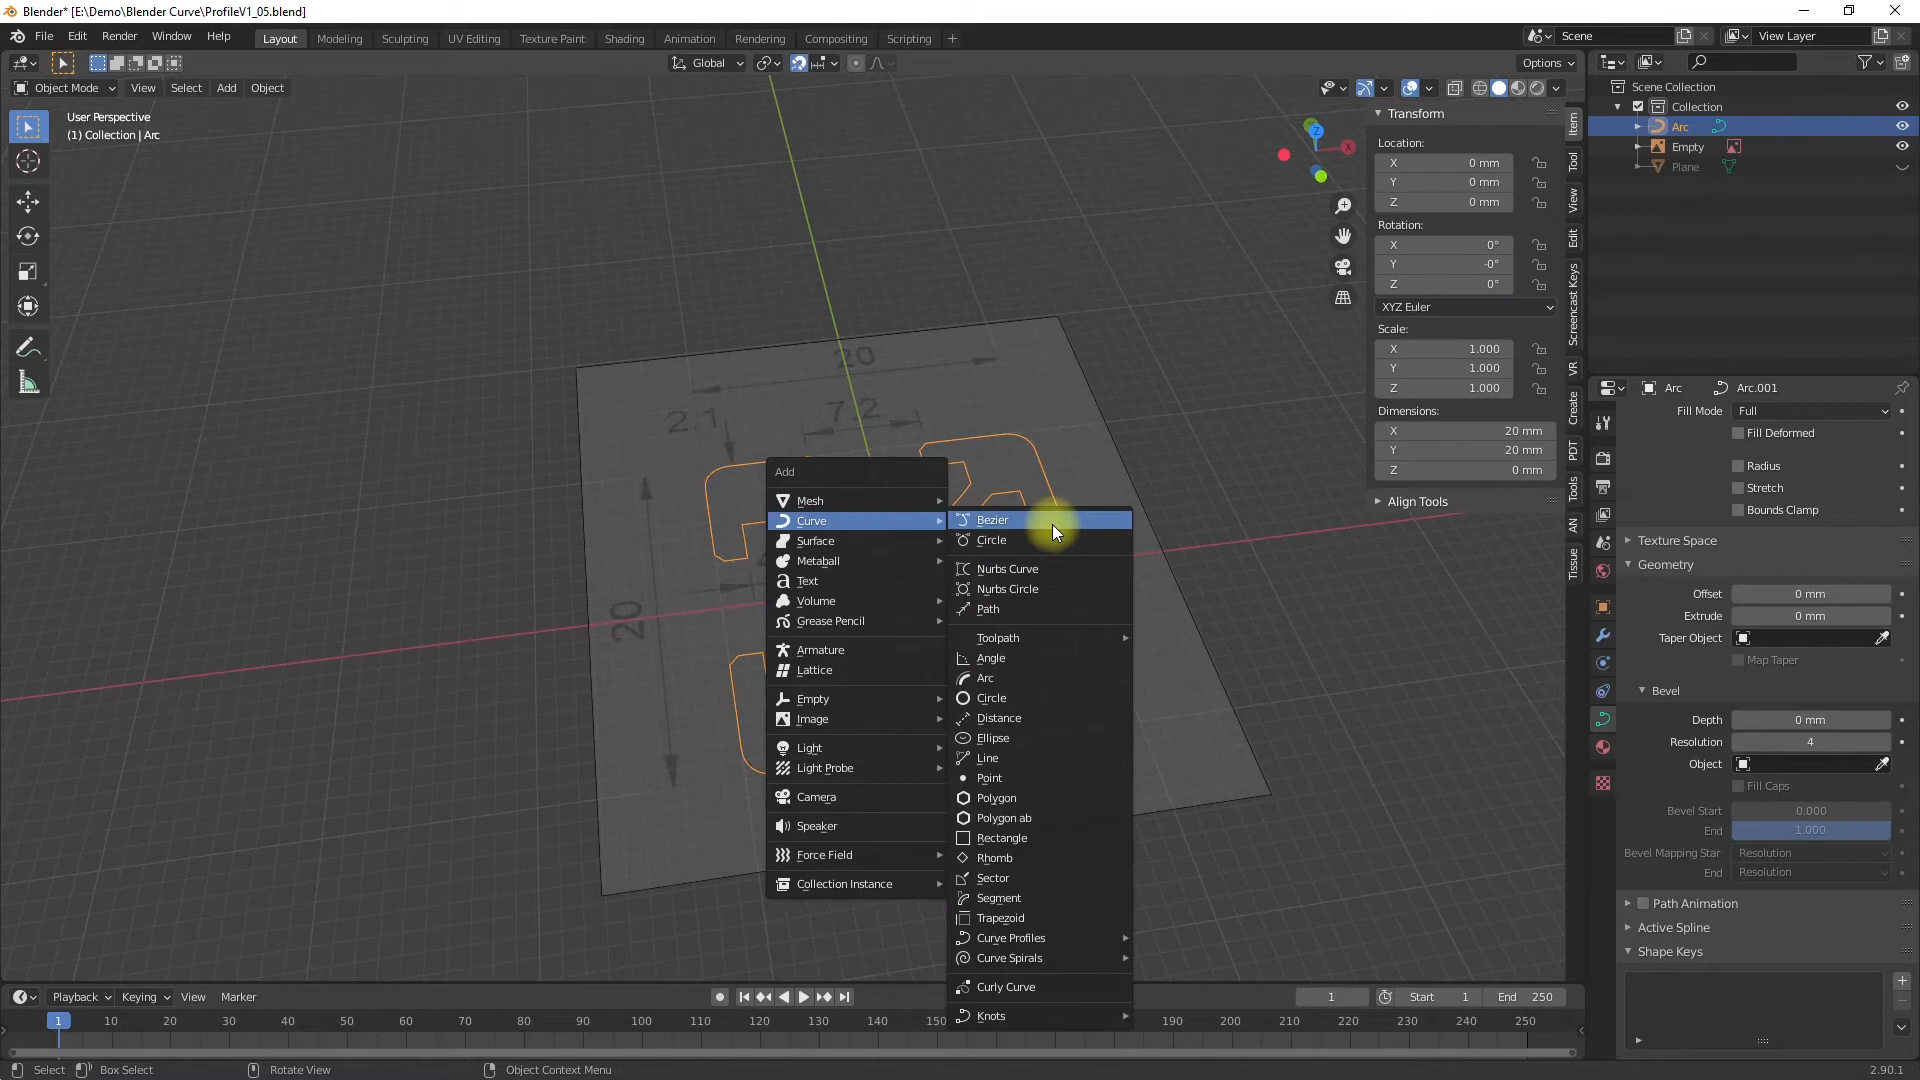 Blender* [E:\Demo\Blender Curve\ProfileV1_05.blend]
File Edit Render Window Help Layout Modeling Sculpting UV Editing Texture Paint Shading Animation Rendering Compositing Scripting + Scene View Layer
Global Options
Object Mode View Select Add Object
User Perspective
(1) Collection | Arc
Z
X
20
7.2
2.1
20
Add
Mesh
Curve
Surface
Metaball
Text
Volume
Grease Pencil
Armature
Lattice
Empty
Image
Light
Light Probe
Camera
Speaker
Force Field
Collection Instance
Bezier
Circle
Nurbs Curve
Nurbs Circle
Path
Toolpath
Angle
Arc
Circle
Distance
Ellipse
Line
Point
Polygon
Polygon ab
Rectangle
Rhomb
Sector
Segment
Trapezoid
Curve Profiles
Curve Spirals
Curly Curve
Knots
Transform
Location:
X 0 mm
Y 0 mm
Z 0 mm
Rotation:
X 0°
Y -0°
Z 0°
XYZ Euler
Scale:
X 1.000
Y 1.000
Z 1.000
Dimensions:
X 20 mm
Y 20 mm
Z 0 mm
Align Tools
Item
Tool
View
Edit
Screencast Keys
VR
Create
PDT
Tools
AN
Tissue
Scene Collection
Collection
Arc
Empty
Plane
Arc Arc.001
Fill Mode Full
Fill Deformed
Radius
Stretch
Bounds Clamp
Texture Space
Geometry
Offset 0 mm
Extrude 0 mm
Taper Object
Map Taper
Bevel
Depth 0 mm
Resolution 4
Object
Fill Caps
Bevel Start 0.000
End 1.000
Bevel Mapping Star Resolution
End Resolution
Path Animation
Active Spline
Shape Keys
Playback Keying View Marker 1 Start 1 End 250
1 10 20 30 40 50 60 70 80 90 100 110 120 130 140 150 190 200 210 220 230 240 250
Select Box Select Rotate View Object Context Menu 2.90.1